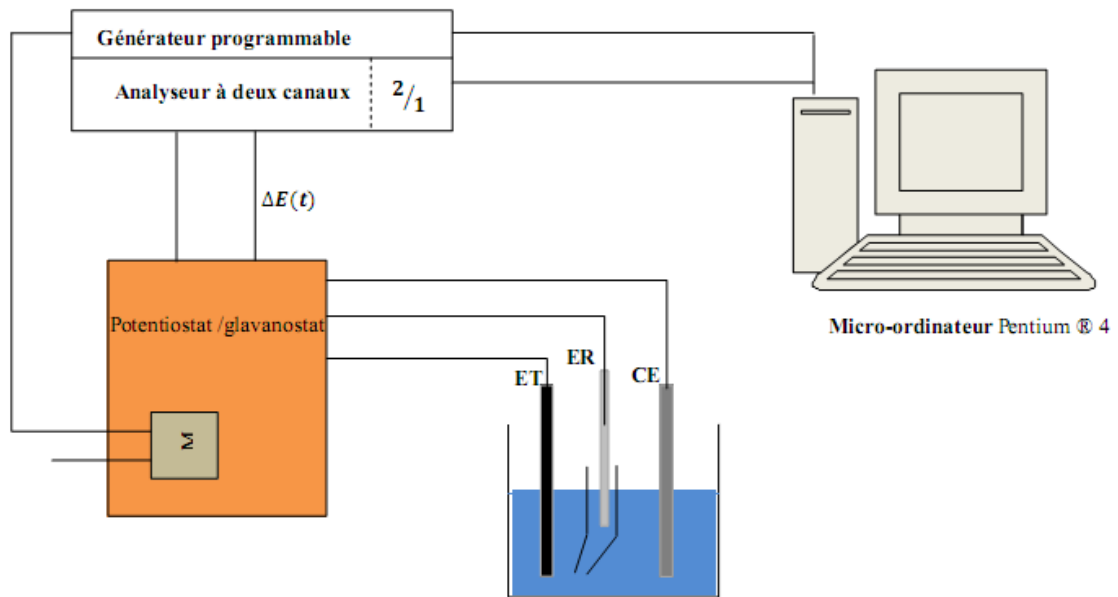 Générateur programmable
Analyseur à deux canaux
2/1
ΔE(t)
Potentiostat /glavanostat
Micro-ordinateur Pentium ® 4
ET
ER
CE
Σ